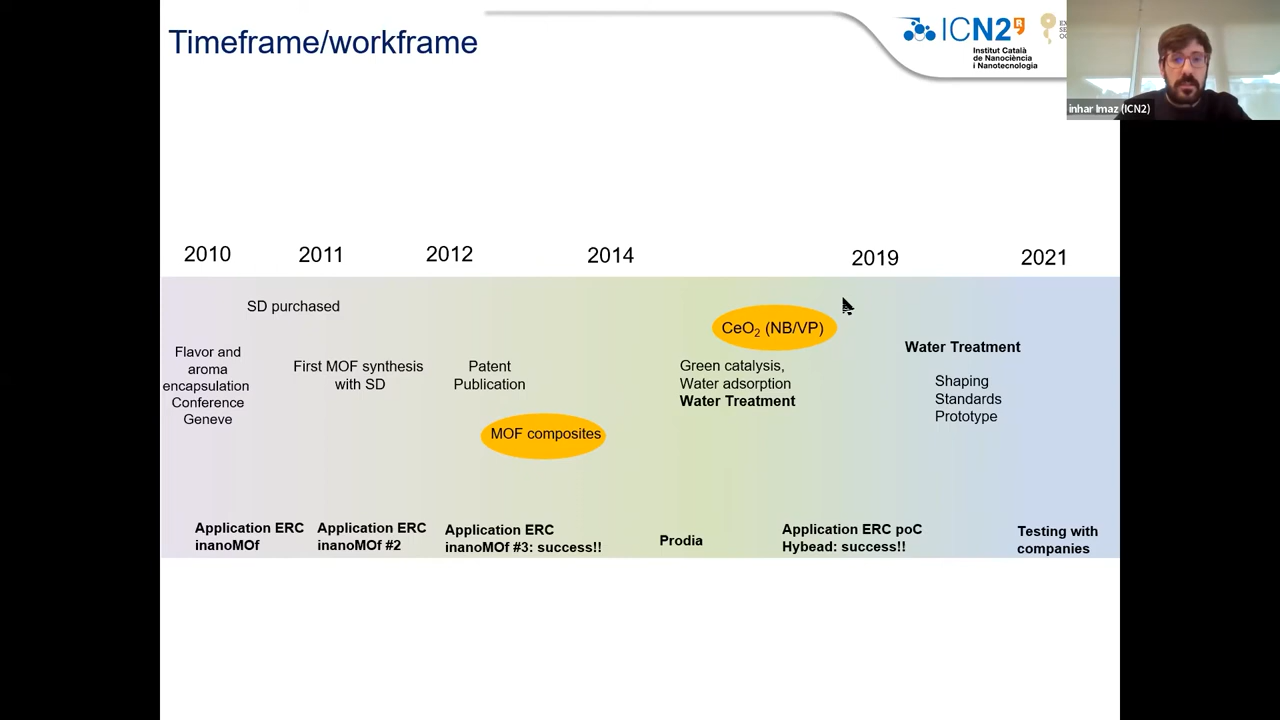 Timeframe/workframe
ICN2
Institut Català
de Nanociència
i Nanotecnologia
inhar Imaz (ICN2)
2010
2011
2012
2014
2019
2021
SD purchased
CeO₂ (NB/VP)
Flavor and
aroma
encapsulation
Conference
Geneve
First MOF synthesis
with SD
Patent
Publication
Green catalysis,
Water adsorption
Water Treatment
Water Treatment
Shaping
Standards
Prototype
MOF composites
Application ERC
inanoMOf
Application ERC
inanoMOf #2
Application ERC
inanoMOf #3: success!!
Prodia
Application ERC poC
Hybead: success!!
Testing with
companies